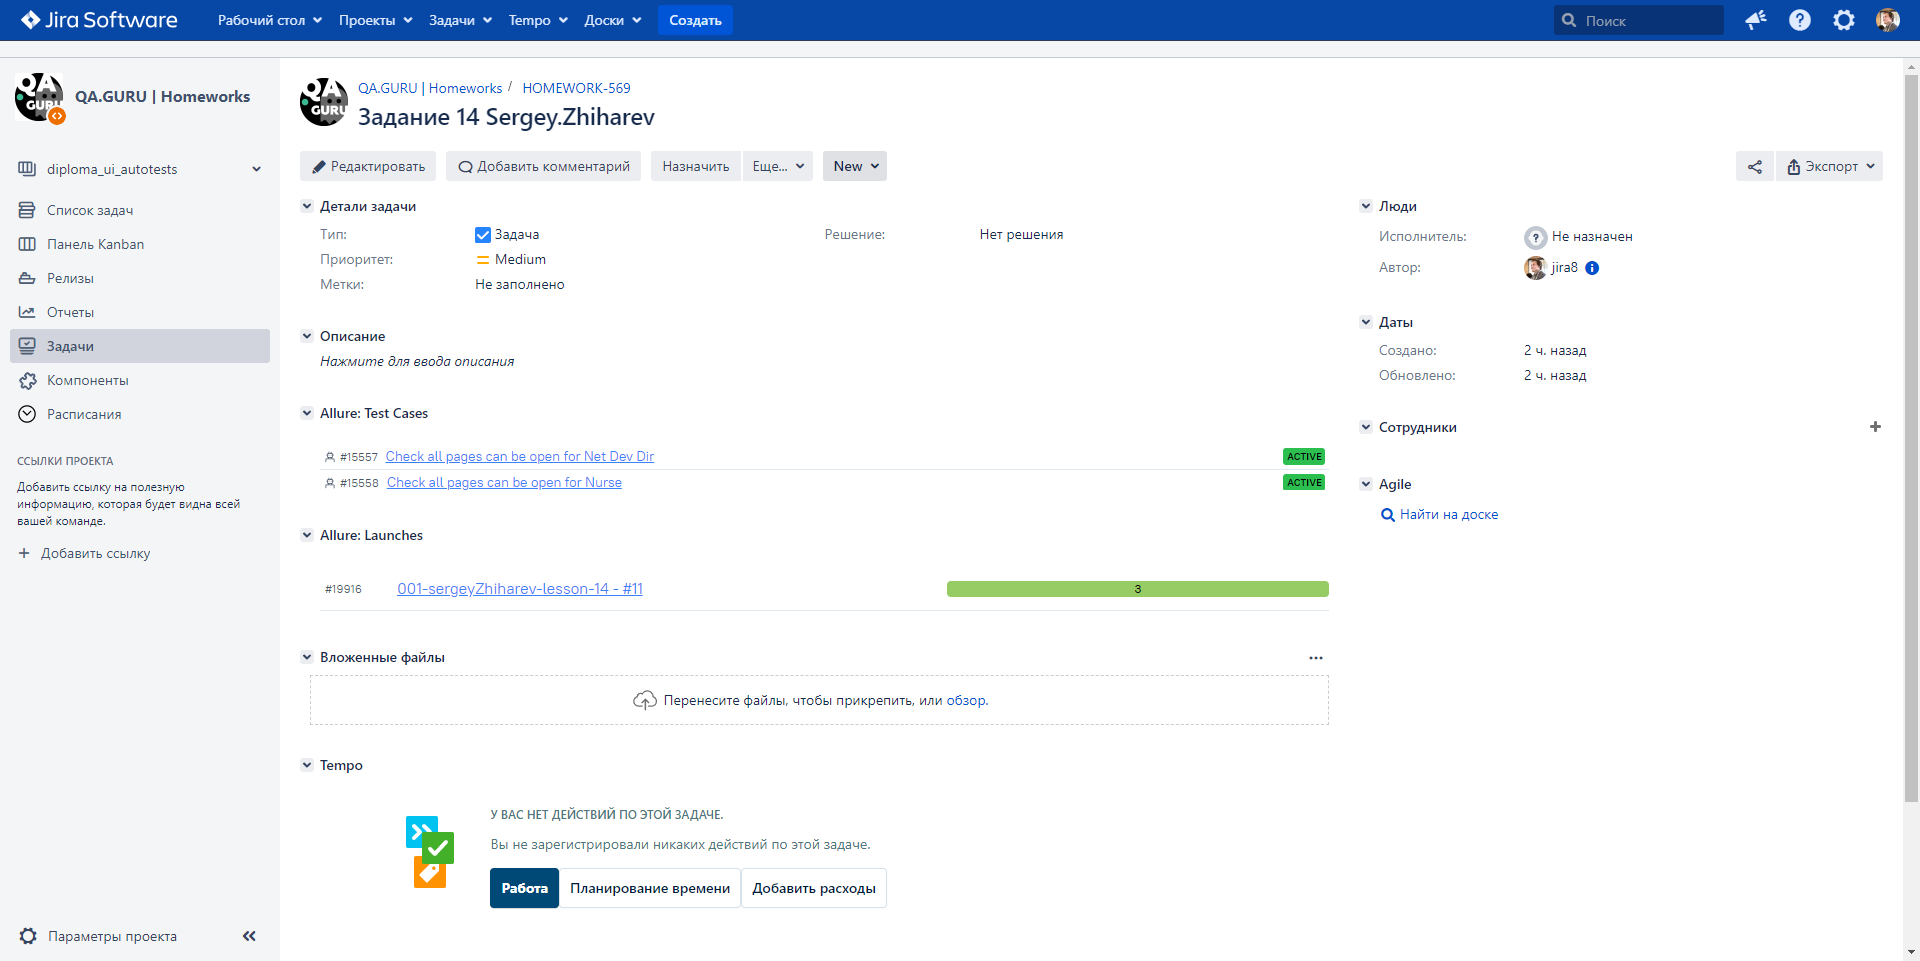 Jira Software
Рабочий стол
Проекты
Задачи
Tempo
Доски
Создать
Поиск
QA.GURU | Homeworks
diploma_ui_autotests
Список задач
Панель Kanban
Релизы
Отчеты
Задачи
Компоненты
Расписания
ССЫЛКИ ПРОЕКТА
Добавить ссылку на полезную
информацию, которая будет видна всей
вашей команде.
+ Добавить ссылку
Параметры проекта
QA GURU
QA.GURU | Homeworks / HOMEWORK-569
Задание 14 Sergey.Zhiharev
Редактировать
Добавить комментарий
Назначить
Еще...
New
Экспорт
Детали задачи
Тип: Задача
Решение: Нет решения
Приоритет: Medium
Метки: Не заполнено
Описание
Нажмите для ввода описания
Allure: Test Cases
#15557 Check all pages can be open for Net Dev Dir ACTIVE
#15558 Check all pages can be open for Nurse ACTIVE
Allure: Launches
#19916 001-sergeyZhiharev-lesson-14 - #11 3
Вложенные файлы
Перенесите файлы, чтобы прикрепить, или обзор.
Tempo
У ВАС НЕТ ДЕЙСТВИЙ ПО ЭТОЙ ЗАДАЧЕ.
Вы не зарегистрировали никаких действий по этой задаче.
Работа
Планирование времени
Добавить расходы
Люди
Исполнитель: Не назначен
Автор: jira8
Даты
Создано: 2 ч. назад
Обновлено: 2 ч. назад
Сотрудники
Agile
Найти на доске